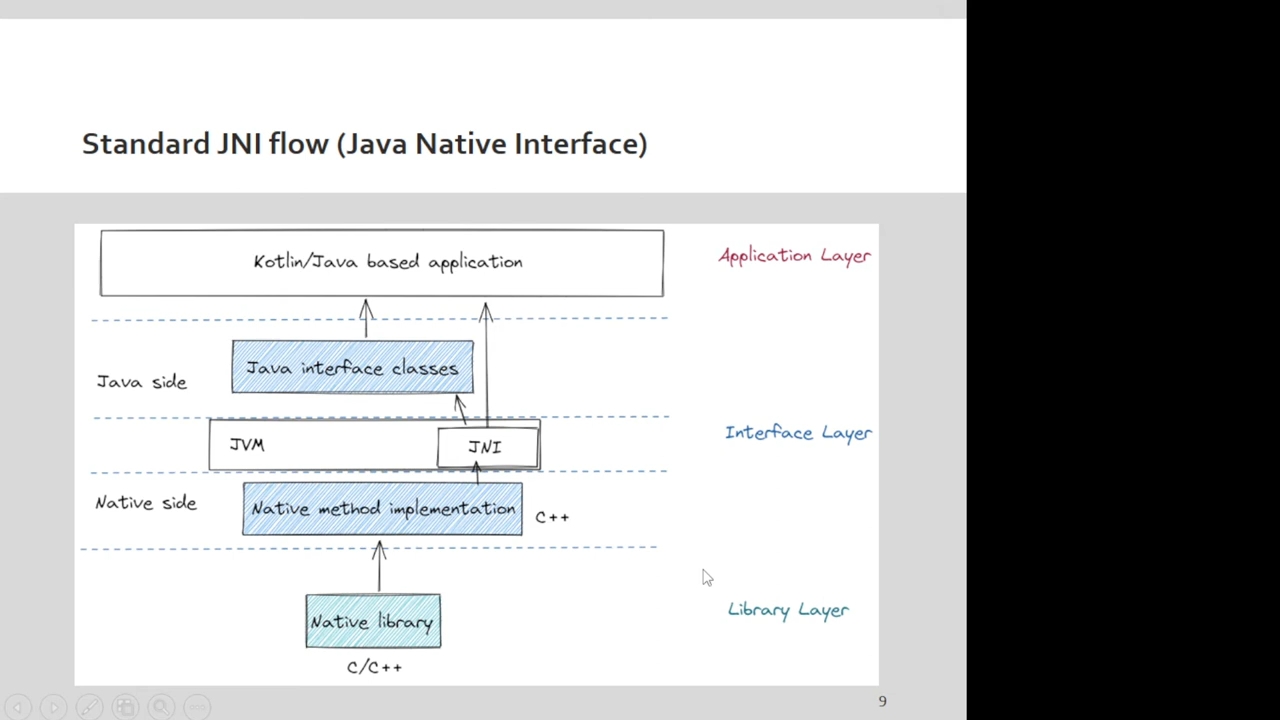 Standard JNI flow (Java Native Interface)
Kotlin/Java based application
Application Layer
Java interface classes
Java side
Interface Layer
JVM
JNI
Native side
Native method implementation
C++
Library Layer
Native library
C/C++
9